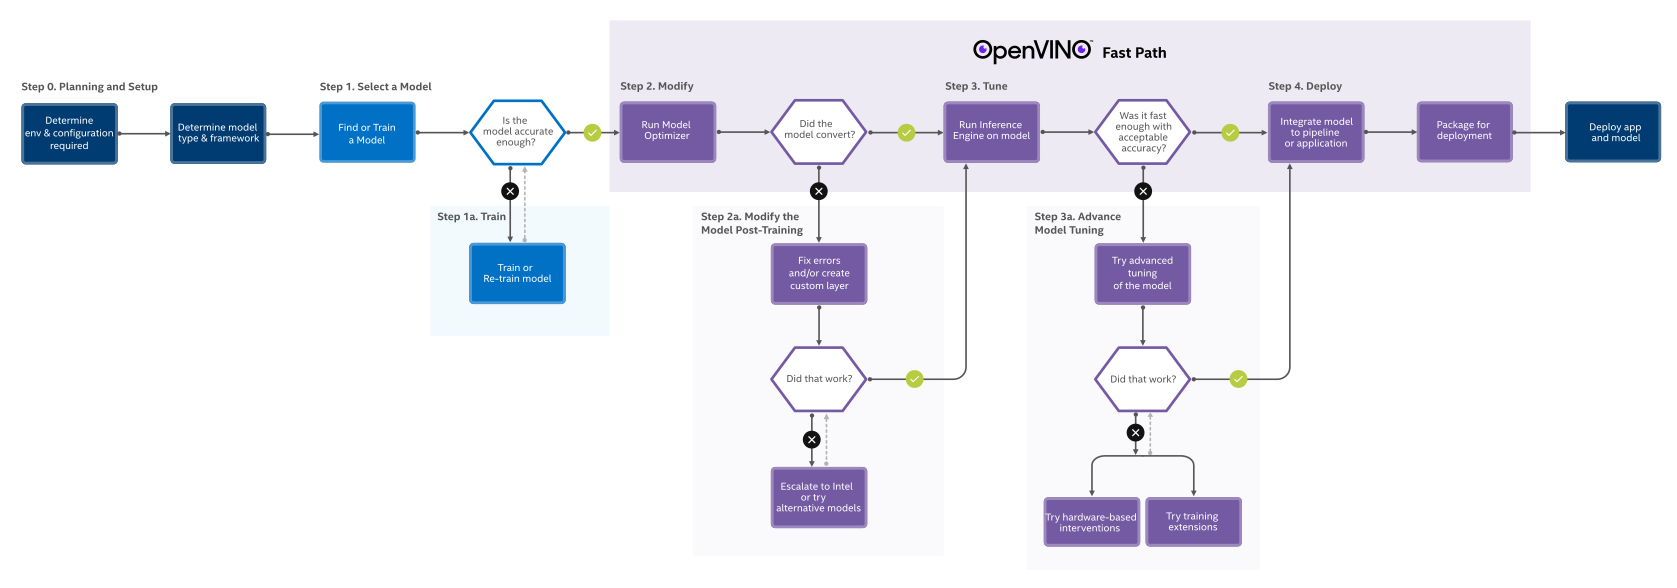 OpenVINO™ Fast Path
Step 0. Planning and Setup
Determine
env & configuration
required
Determine model
type & framework
Step 1. Select a Model
Find or Train
a Model
Is the
model accurate
enough?
Step 1a. Train
Train or
Re-train model
Step 2. Modify
Run Model
Optimizer
Did the
model convert?
Step 2a. Modify the
Model Post-Training
Fix errors
and/or create
custom layer
Did that work?
Escalate to Intel
or try
alternative models
Step 3. Tune
Run Inference
Engine on model
Was it fast
enough with
acceptable
accuracy?
Step 3a. Advance
Model Tuning
Try advanced
tuning
of the model
Did that work?
Try hardware-based
interventions
Try training
extensions
Step 4. Deploy
Integrate model
to pipeline
or application
Package for
deployment
Deploy app
and model